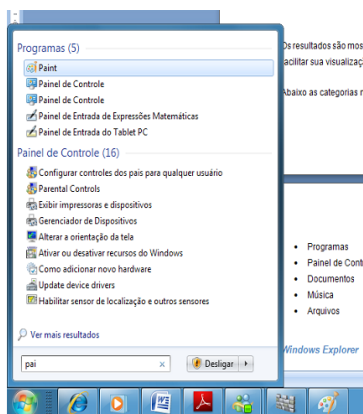 Programas (5)
Paint
Painel de Controle
Painel de Controle
Painel de Entrada de Expressões Matemáticas
Painel de Entrada do Tablet PC
Painel de Controle (16)
Configurar controles dos pais para qualquer usuário
Parental Controls
Exibir impressoras e dispositivos
Gerenciador de Dispositivos
Alterar a orientação da tela
Ativar ou desativar recursos do Windows
Como adicionar novo hardware
Update device drivers
Habilitar sensor de localização e outros sensores
Ver mais resultados
pai
Desligar
Os resultados são mos
facilitar sua visualizaç
Abaixo as categorias
Programas
Painel de Cont
Documentos
Música
Arquivos
Windows Explorer